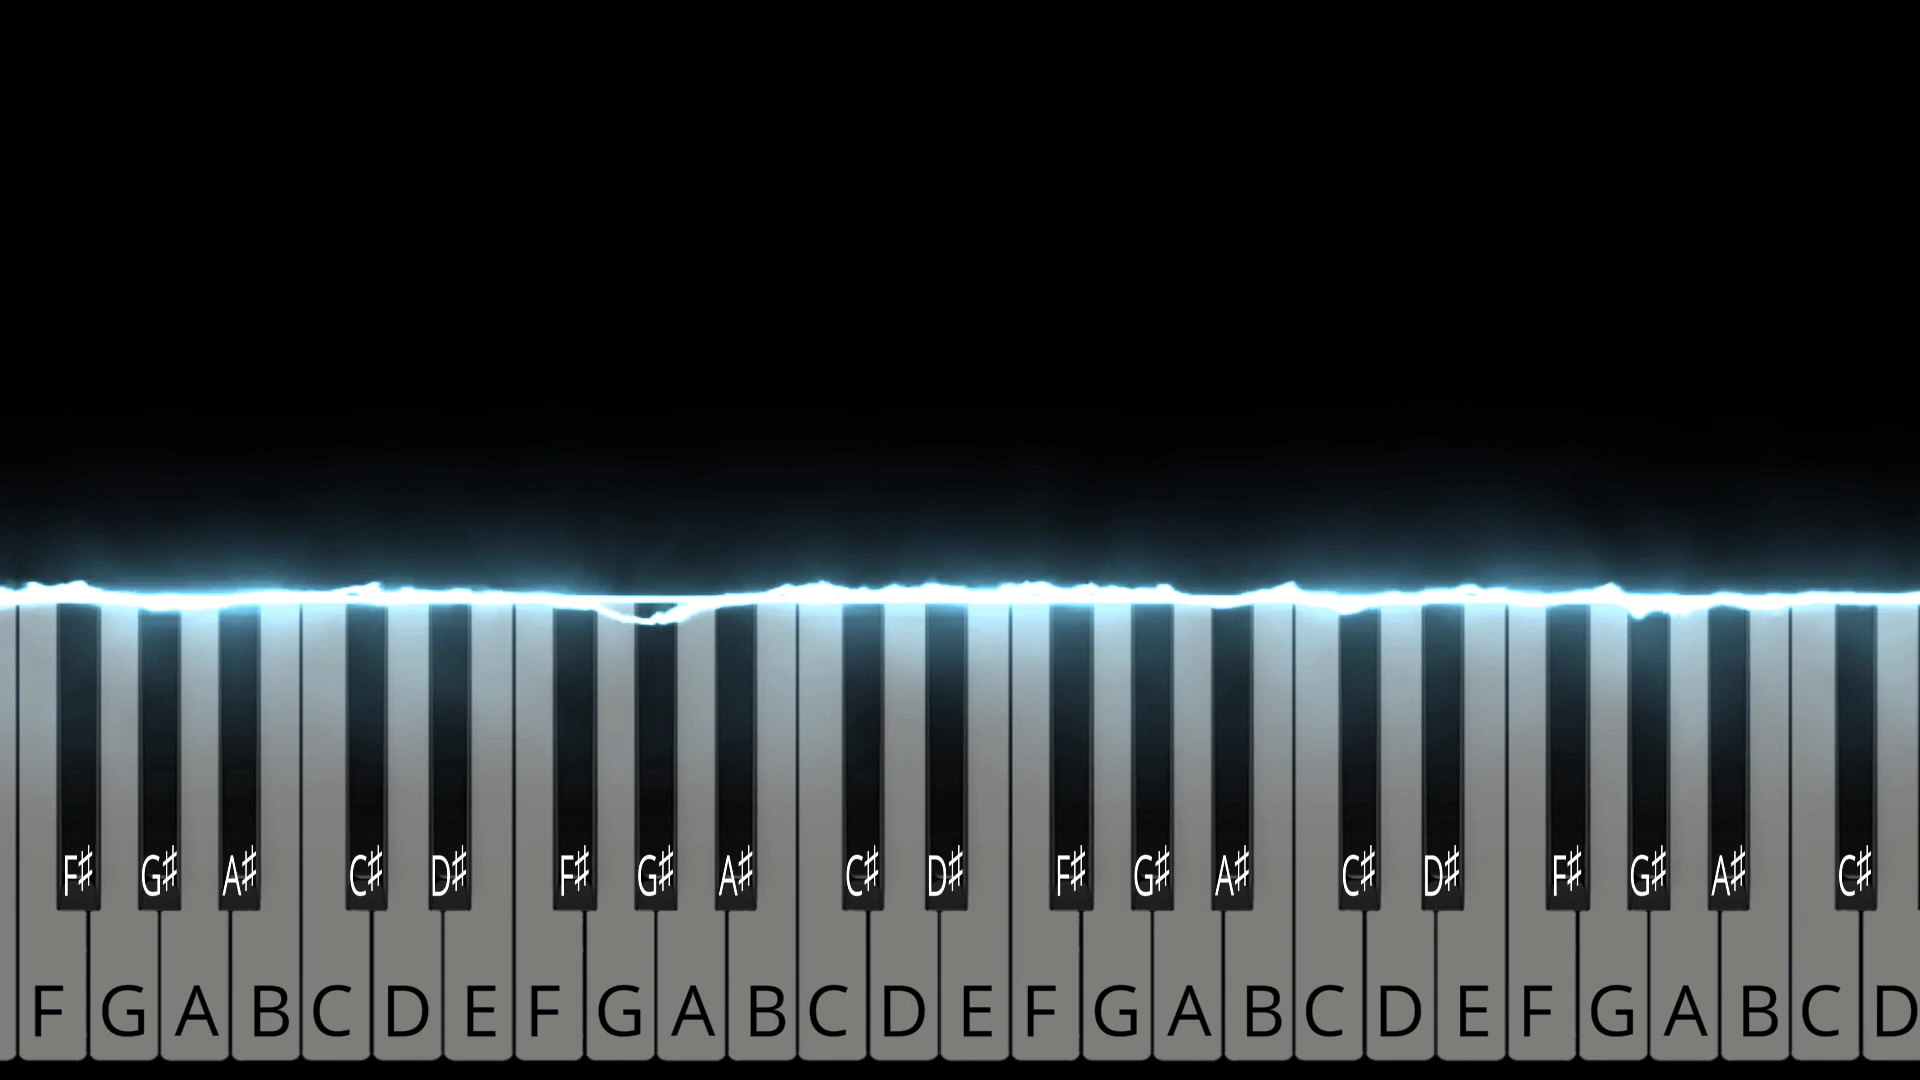 F♯ G♯ A♯ C♯ D♯ F♯ G♯ A♯ C♯ D♯ F♯ G♯ A♯ C♯ D♯ F♯ G♯ A♯ C♯
F G A B C D E F G A B C D E F G A B C D E F G A B C D